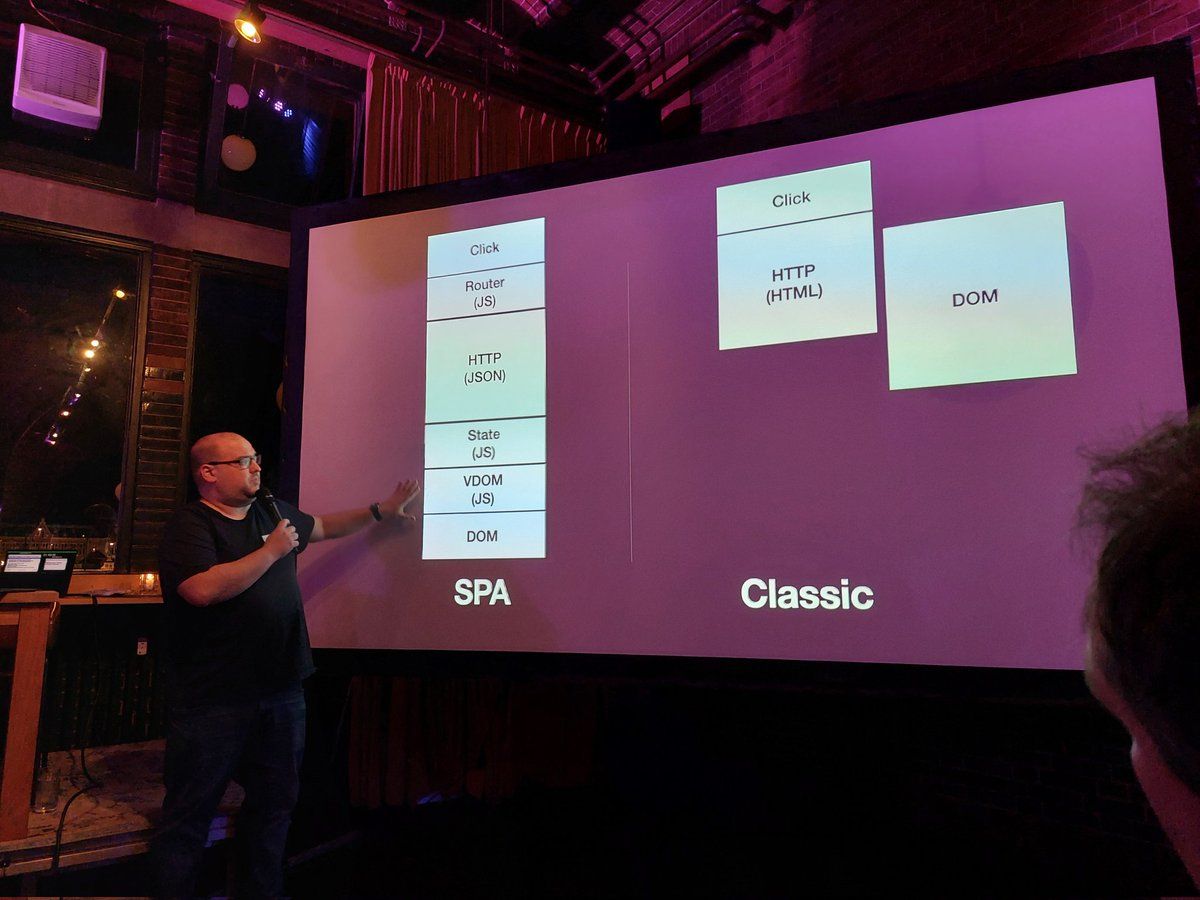 Click
Router
(JS)
HTTP
(JSON)
State
(JS)
VDOM
(JS)
DOM
SPA
Click
HTTP
(HTML)
DOM
Classic